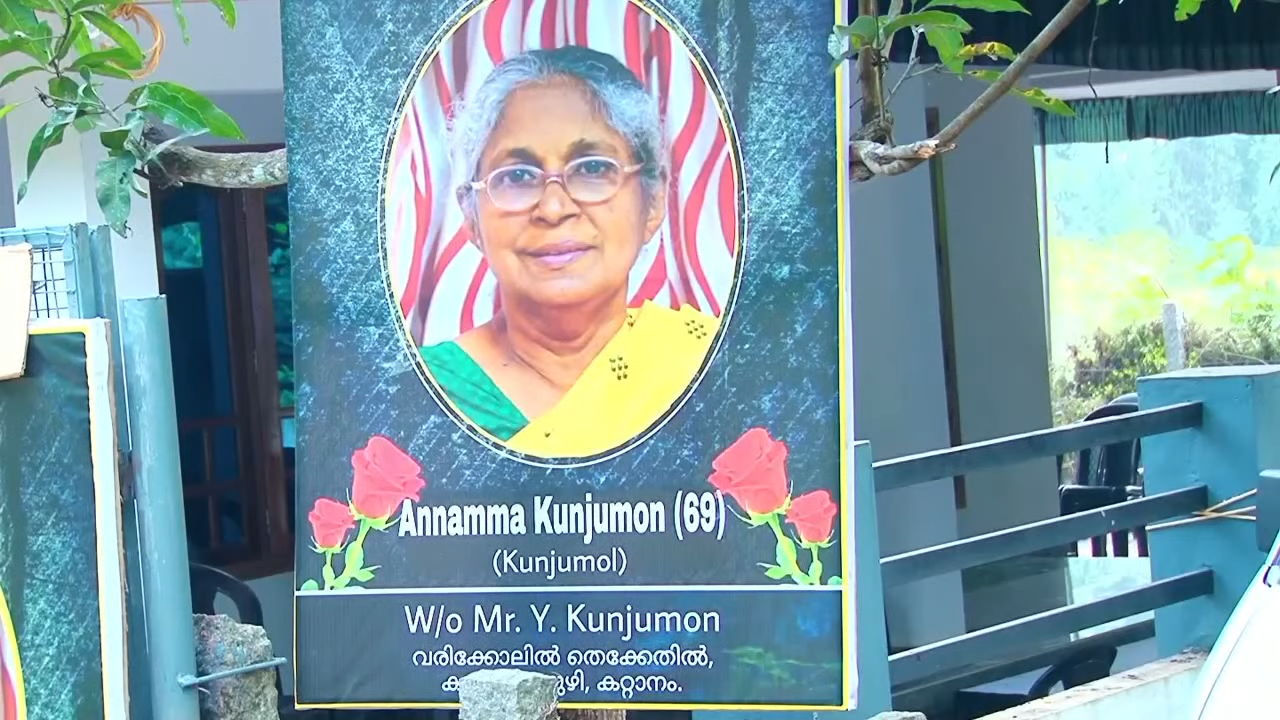 Annamma Kunjumon (69)
(Kunjumol)
W/o Mr. Y. Kunjumon
വരിക്കോലിൽ തെക്കേതിൽ,
കറ്റാനം.